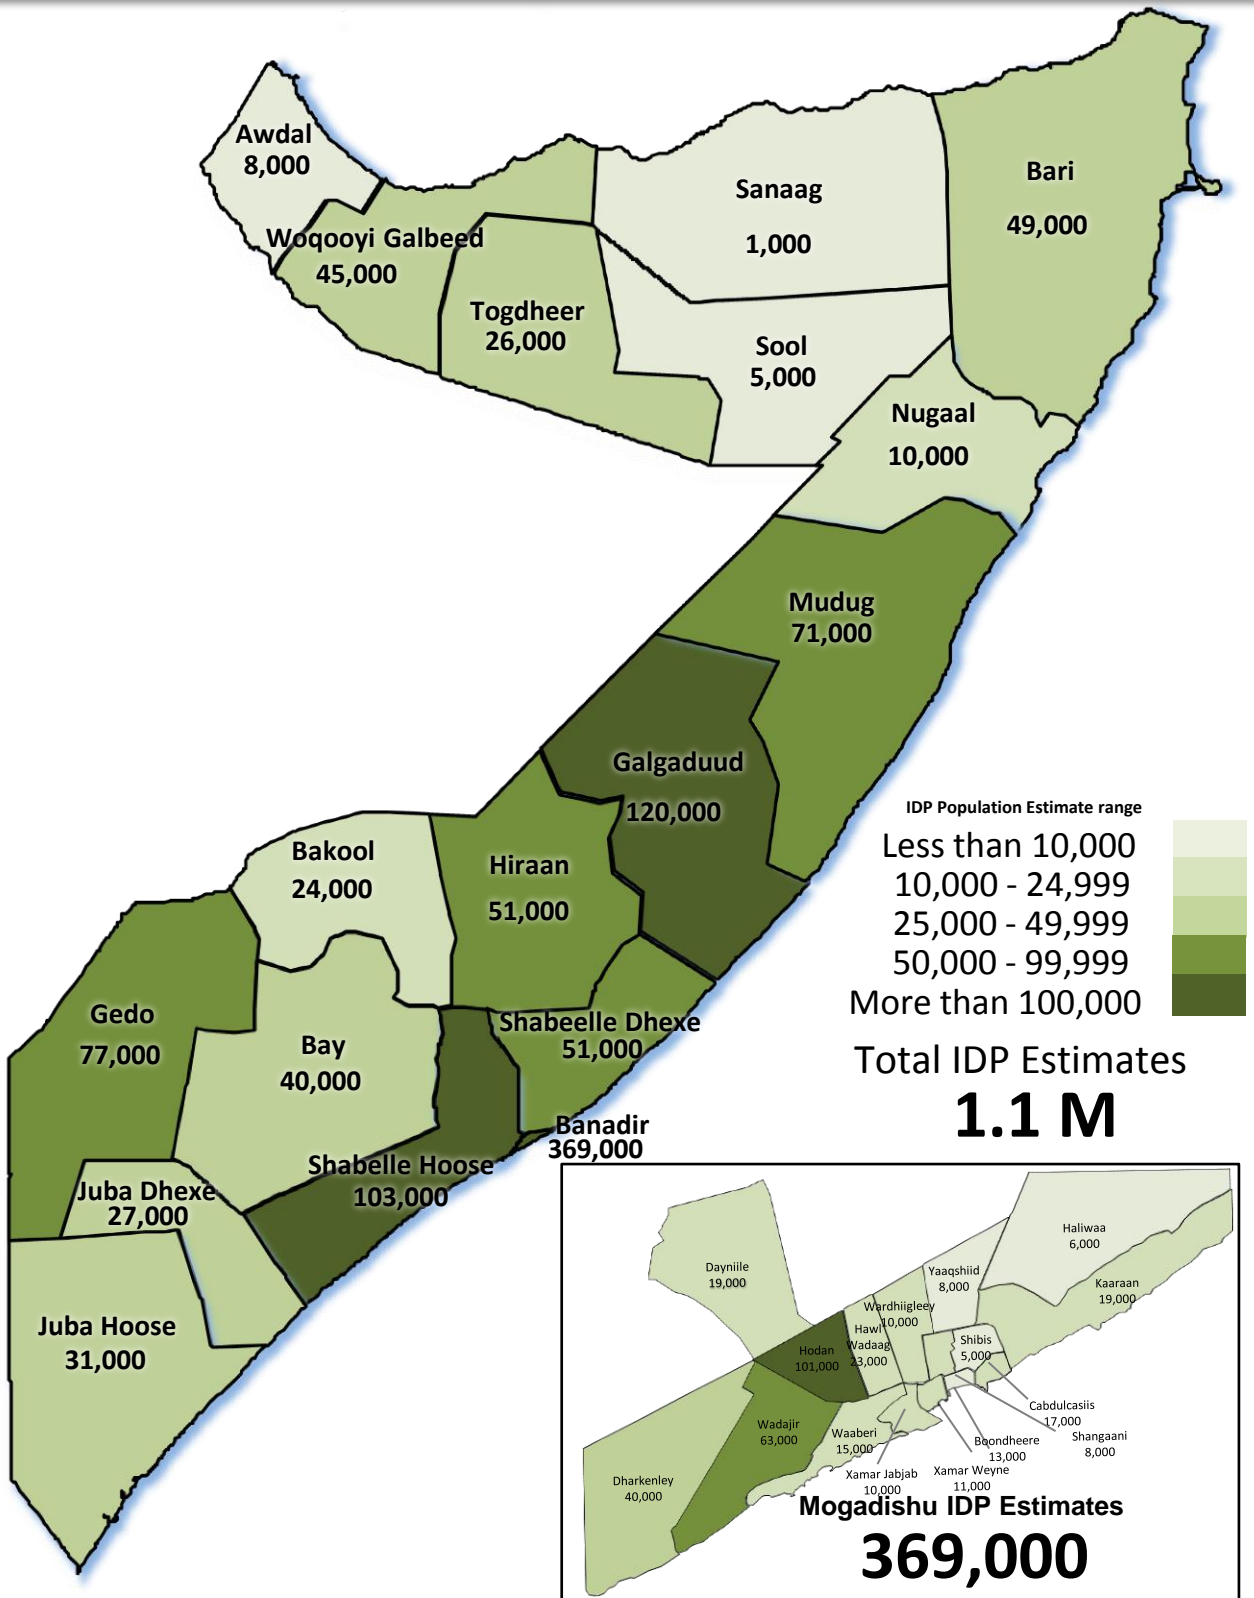 Awdal
8,000
Woqooyi Galbeed
45,000
Togdheer
26,000
Sanaag
1,000
Sool
5,000
Bari
49,000
Nugaal
10,000
Mudug
71,000
Galgaduud
120,000
Hiraan
51,000
Bakool
24,000
Gedo
77,000
Bay
40,000
Shabeelle Dhexe
51,000
Banadir
369,000
Shabelle Hoose
103,000
Juba Dhexe
27,000
Juba Hoose
31,000
IDP Population Estimate range
Less than 10,000
10,000 - 24,999
25,000 - 49,999
50,000 - 99,999
More than 100,000
Total IDP Estimates
1.1 M
Haliwaa
6,000
Dayniile
19,000
Yaaqshiid
8,000
Kaaraan
19,000
Wardhiigleey
10,000
Hawl
Wadaag
23,000
Hodan
101,000
Shibis
5,000
Cabdulcasiis
17,000
Shangaani
8,000
Boondheere
13,000
Xamar Weyne
11,000
Xamar Jabjab
10,000
Waaberi
15,000
Wadajir
63,000
Dharkenley
40,000
Mogadishu IDP Estimates
369,000